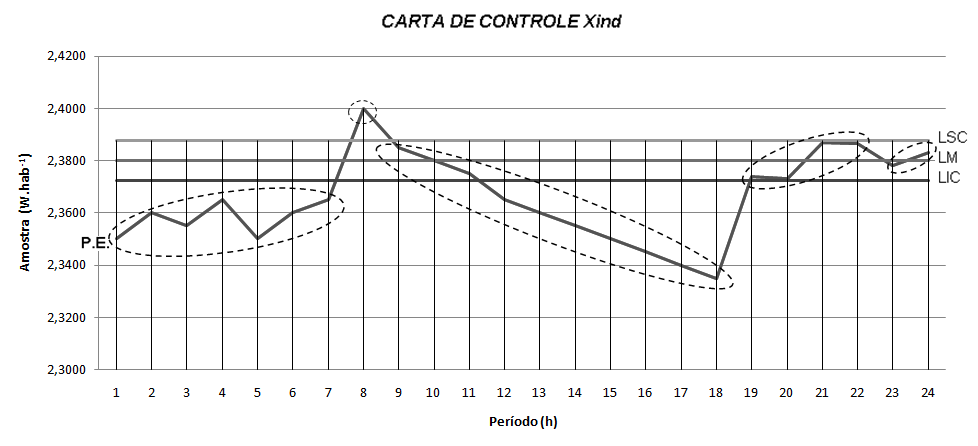 CARTA DE CONTROLE Xind
2,4200
2,4000
2,3800
2,3600
2,3400
2,3200
2,3000
Amostra (W.hab⁻¹)
P.E.
LSC
LM
LIC
1 2 3 4 5 6 7 8 9 10 11 12 13 14 15 16 17 18 19 20 21 22 23 24
Período (h)